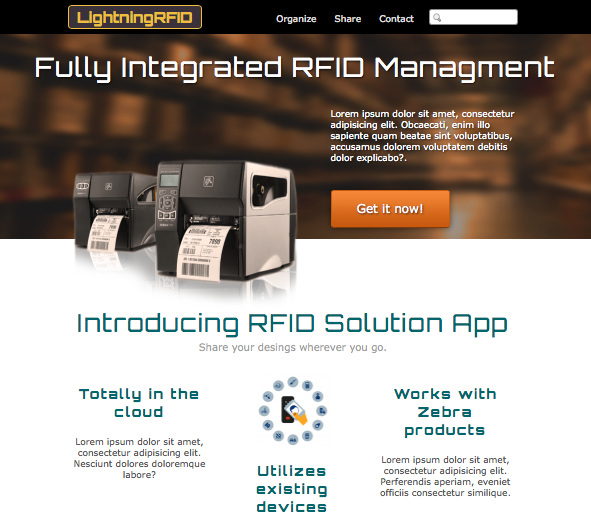 LightningRFID
Organize Share Contact
Fully Integrated RFID Managment
Lorem ipsum dolor sit amet, consectetur
adipisicing elit. Obcaecati, enim illo
sapiente quam beatae sint voluptatibus,
accusamus dolorem voluptatem debitis
dolor explicabo?.
Get it now!
Introducing RFID Solution App
Share your desings wherever you go.
Totally in the
cloud
Lorem ipsum dolor sit amet,
consectetur adipisicing elit.
Nesciunt dolores doloremque
labore?
Utilizes
existing
devices
Works with
Zebra
products
Lorem ipsum dolor sit amet,
consectetur adipisicing elit.
Perferendis aperiam, eveniet
officiis consectetur similique.